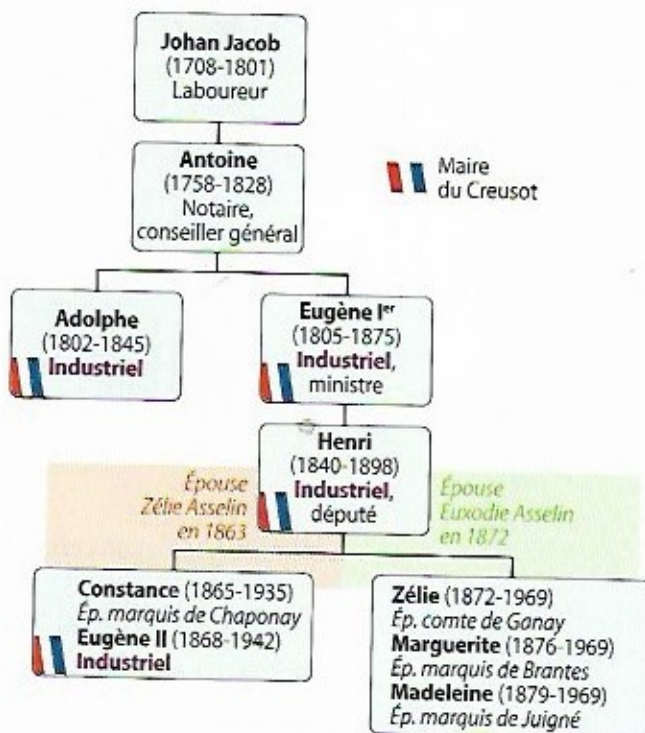 Johan Jacob
(1708-1801)
Laboureur
Antoine
(1758-1828)
Notaire,
conseiller général
Maire
du Creusot
Adolphe
(1802-1845)
Industriel
Eugène Ier
(1805-1875)
Industriel,
ministre
Henri
(1840-1898)
Industriel,
député
Épouse
Zélie Asselin
en 1863
Épouse
Euxodie Asselin
en 1872
Constance (1865-1935)
Ép. marquis de Chaponay
Eugène II (1868-1942)
Industriel
Zélie (1872-1969)
Ép. comte de Ganay
Marguerite (1876-1969)
Ép. marquis de Brantes
Madeleine (1879-1969)
Ép. marquis de Juigné